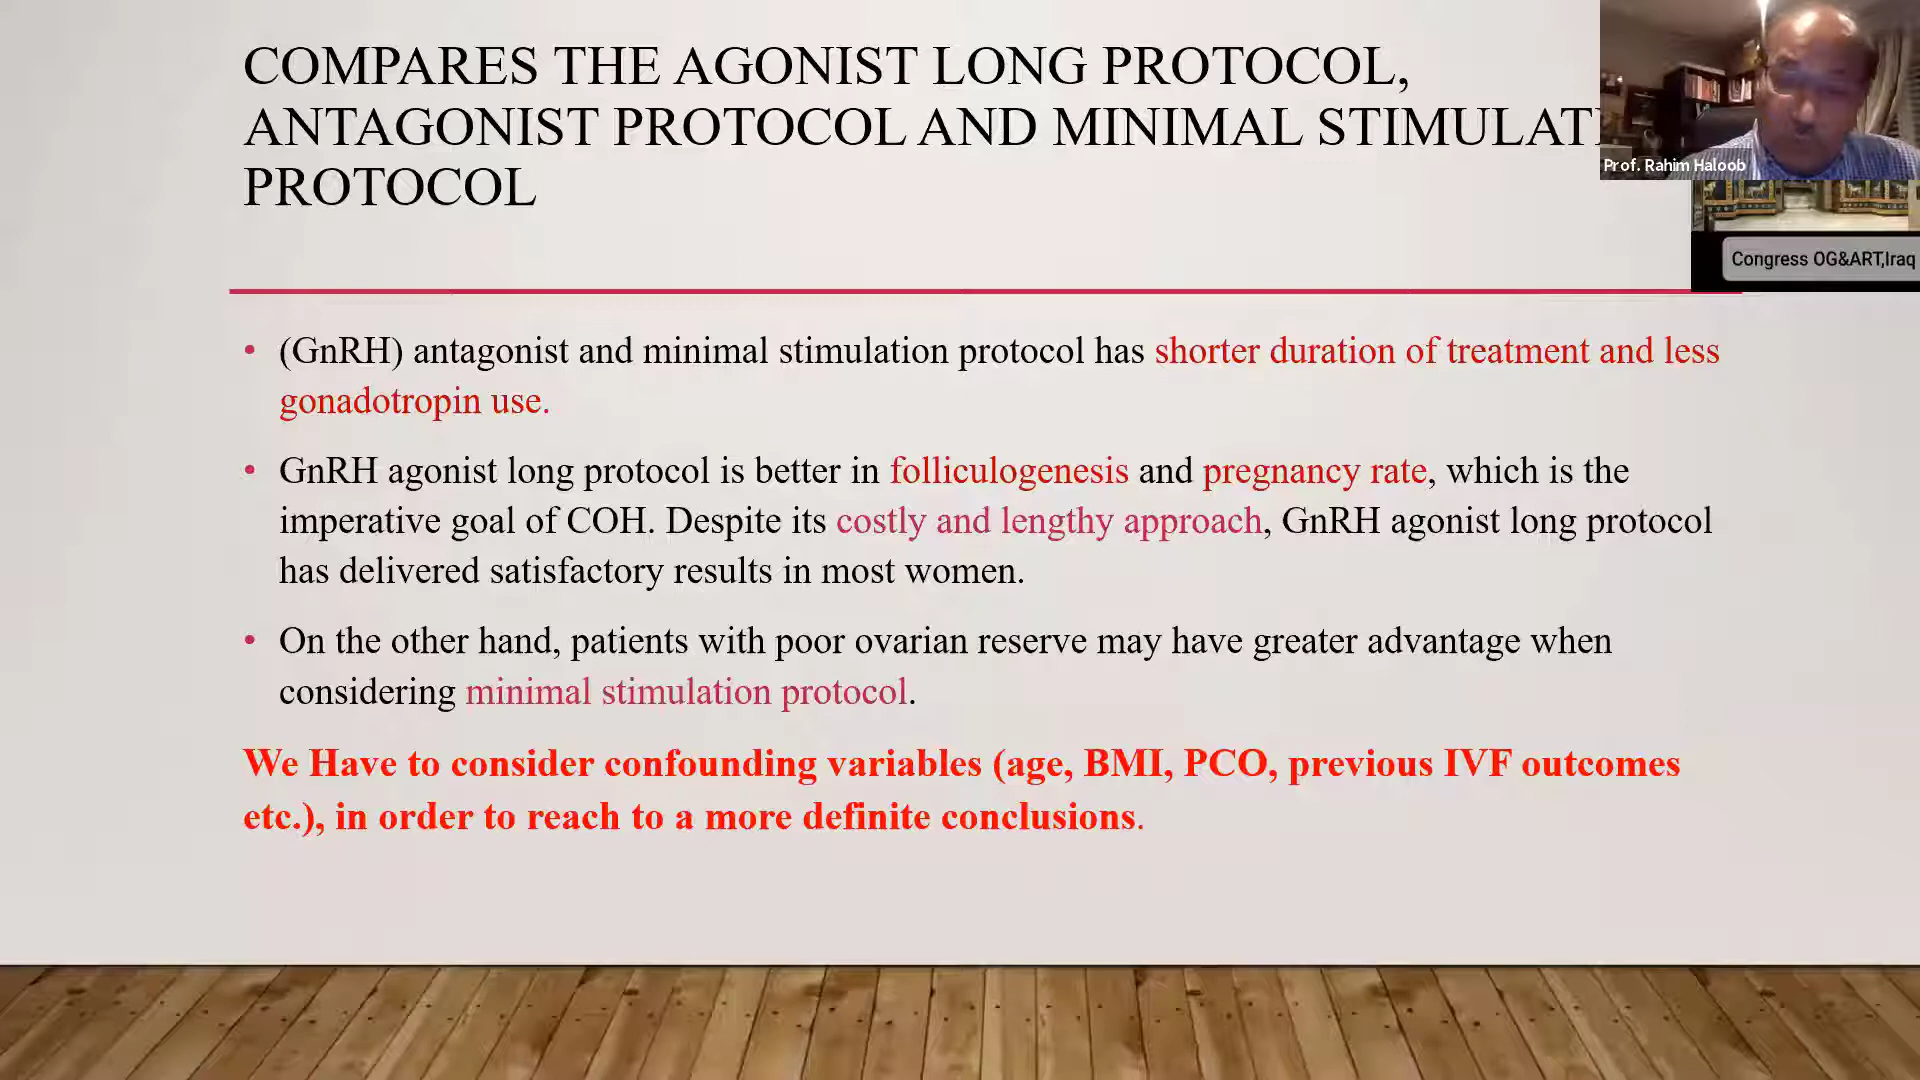 COMPARES THE AGONIST LONG PROTOCOL,
ANTAGONIST PROTOCOL AND MINIMAL STIMULATI
PROTOCOL
Prof. Rahim Haloob
Congress OG&ART,Iraq
• (GnRH) antagonist and minimal stimulation protocol has shorter duration of treatment and less
gonadotropin use.
• GnRH agonist long protocol is better in folliculogenesis and pregnancy rate, which is the
imperative goal of COH. Despite its costly and lengthy approach, GnRH agonist long protocol
has delivered satisfactory results in most women.
• On the other hand, patients with poor ovarian reserve may have greater advantage when
considering minimal stimulation protocol.
We Have to consider confounding variables (age, BMI, PCO, previous IVF outcomes
etc.), in order to reach to a more definite conclusions.